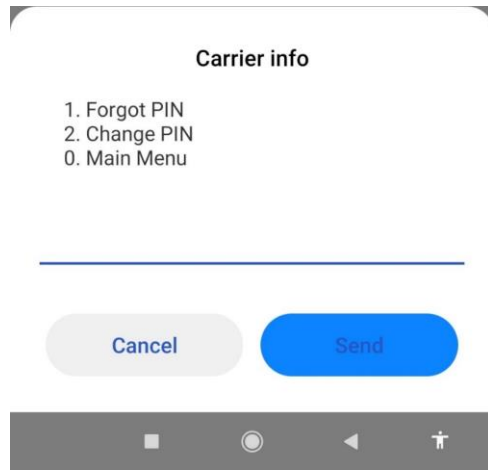 Carrier info
1. Forgot PIN
2. Change PIN
0. Main Menu
Cancel Send